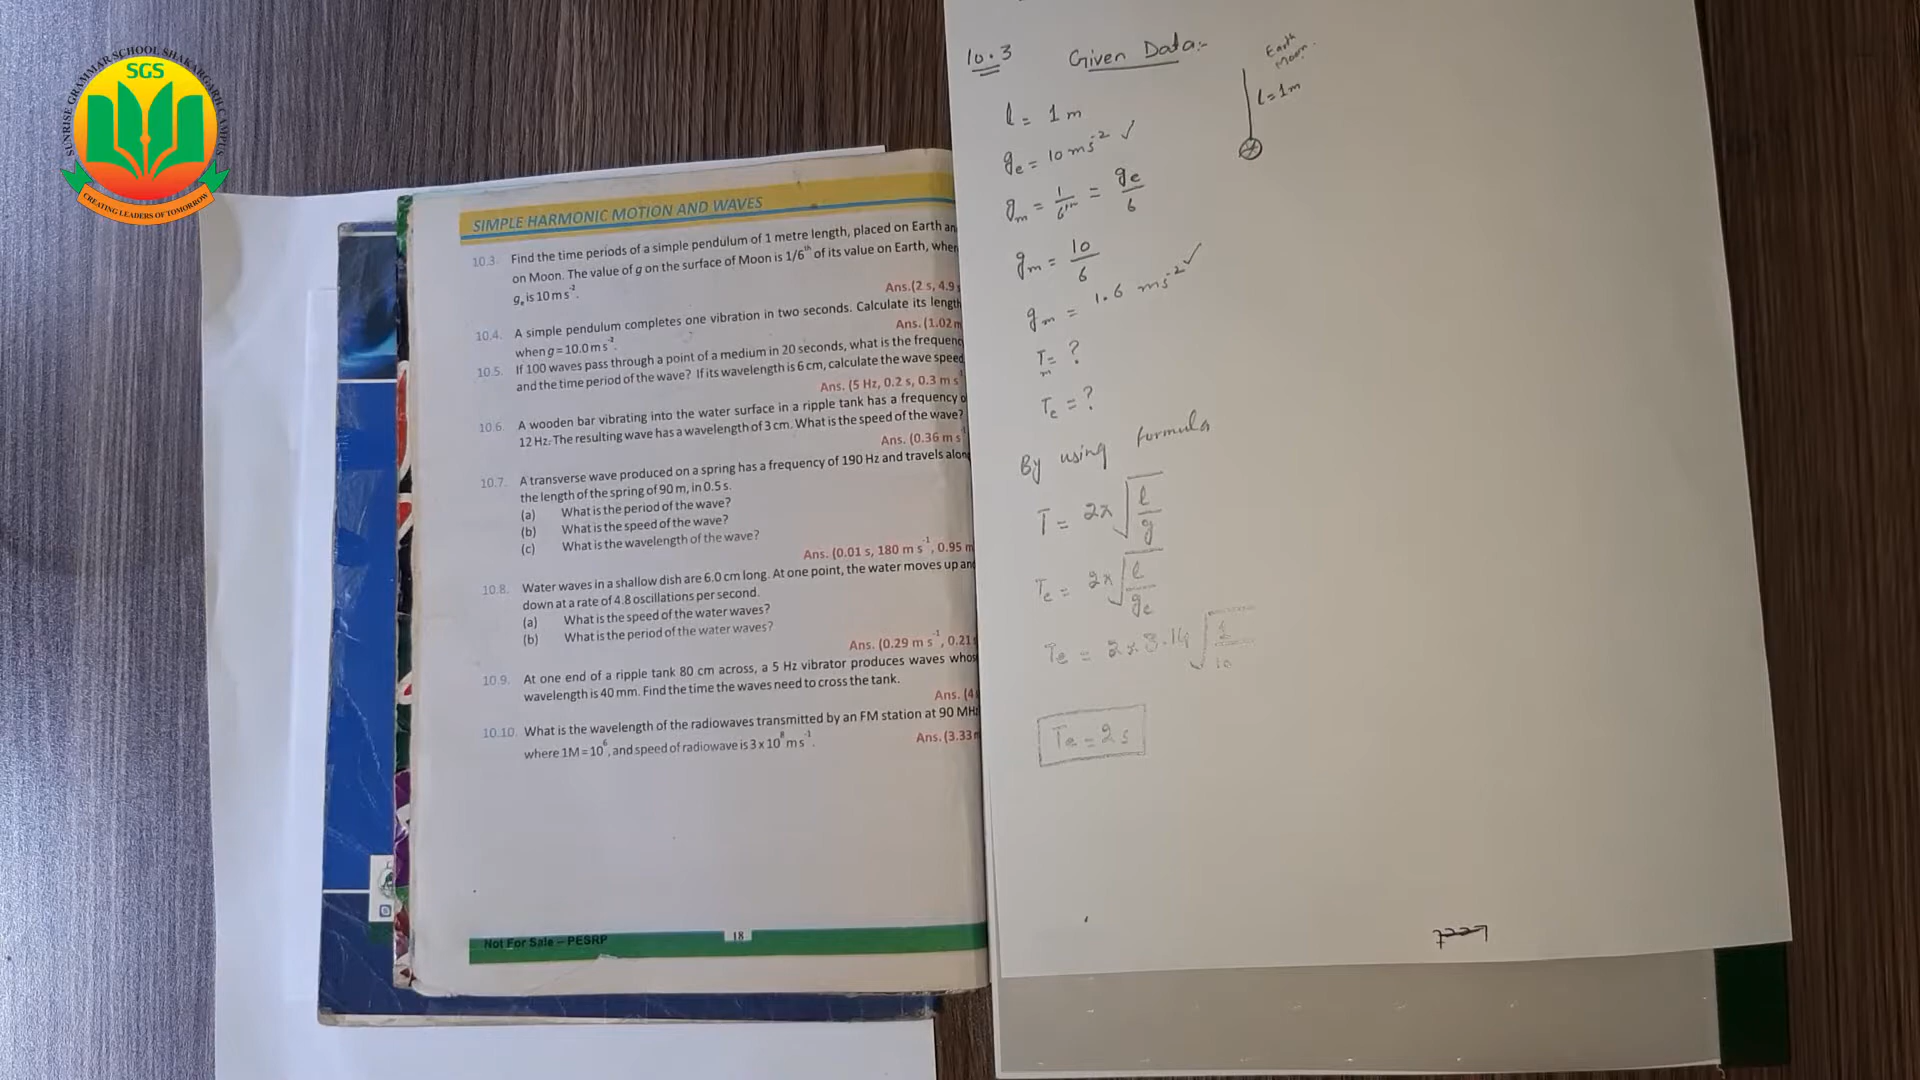 SUNRISE GRAMMAR SCHOOL SHAKARGARH CAMPUS
SGS
CREATING LEADERS OF TOMORROW
SIMPLE HARMONIC MOTION AND WAVES
10.3. Find the time periods of a simple pendulum of 1 metre length, placed on Earth an
on Moon. The value of g on the surface of Moon is 1/6th of its value on Earth, wher
ge is 10 m s⁻².
Ans.(2 s, 4.9 s
10.4. A simple pendulum completes one vibration in two seconds. Calculate its length
when g = 10.0 m s⁻².
Ans. (1.02 m
10.5. If 100 waves pass through a point of a medium in 20 seconds, what is the frequenc
and the time period of the wave? If its wavelength is 6 cm, calculate the wave speed
Ans. (5 Hz, 0.2 s, 0.3 m s⁻¹
10.6. A wooden bar vibrating into the water surface in a ripple tank has a frequency o
12 Hz. The resulting wave has a wavelength of 3 cm. What is the speed of the wave?
Ans. (0.36 m s⁻¹
10.7. A transverse wave produced on a spring has a frequency of 190 Hz and travels alon
the length of the spring of 90 m, in 0.5 s.
(a) What is the period of the wave?
(b) What is the speed of the wave?
(c) What is the wavelength of the wave?
Ans. (0.01 s, 180 m s⁻¹, 0.95 m
10.8. Water waves in a shallow dish are 6.0 cm long. At one point, the water moves up and
down at a rate of 4.8 oscillations per second.
(a) What is the speed of the water waves?
(b) What is the period of the water waves?
Ans. (0.29 m s⁻¹, 0.21
10.9. At one end of a ripple tank 80 cm across, a 5 Hz vibrator produces waves whos
wavelength is 40 mm. Find the time the waves need to cross the tank.
Ans. (4
10.10. What is the wavelength of the radiowaves transmitted by an FM station at 90 MHz
where 1M = 10⁶, and speed of radiowave is 3 x 10⁸ m s⁻¹.
Ans. (3.33
Not For Sale – PESRP
18
10.3 Given Data:-
Earth
Moon
l = 1m
l = 1 m
ge = 10 ms⁻² ✓
gm = 1/6th = ge/6
gm = 10/6
gm = 1.6 ms⁻² ✓
Tm = ?
Te = ?
By using formula
T = 2π √(l/g)
Te = 2π √(l/ge)
Te = 2 x 3.14 √(1/10)
Te = 2 s